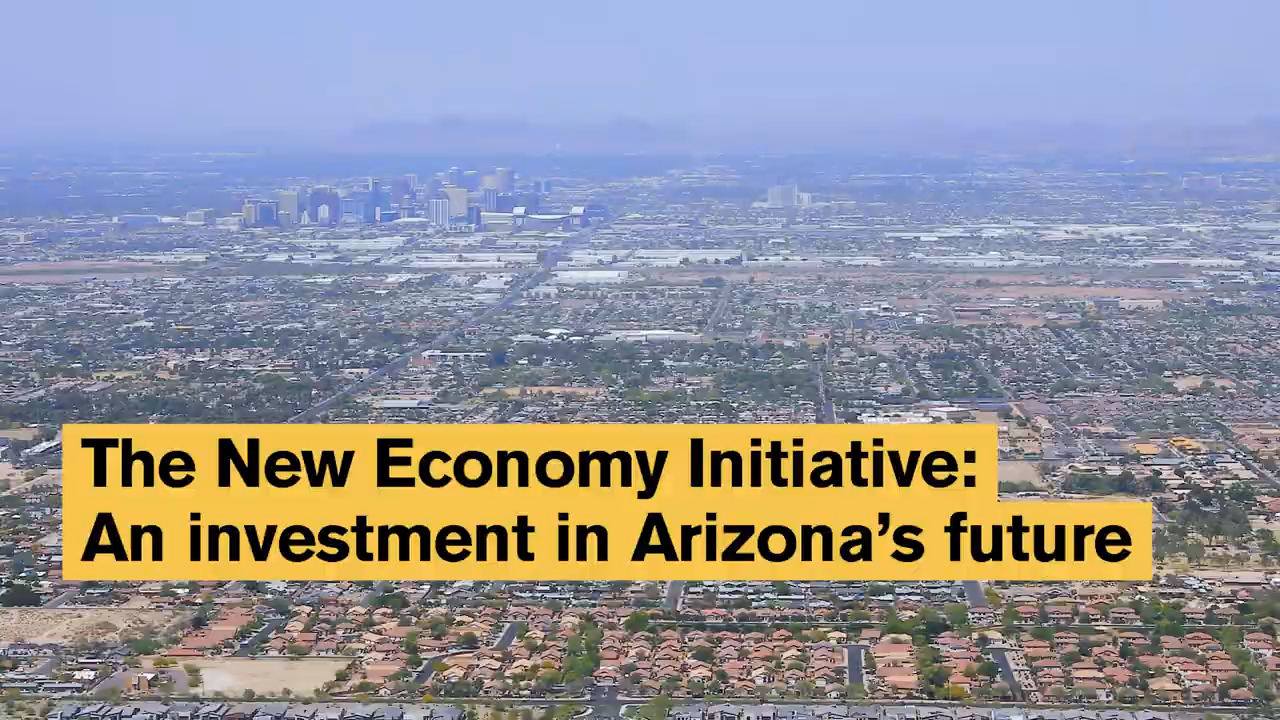 The New Economy Initiative:
An investment in Arizona’s future